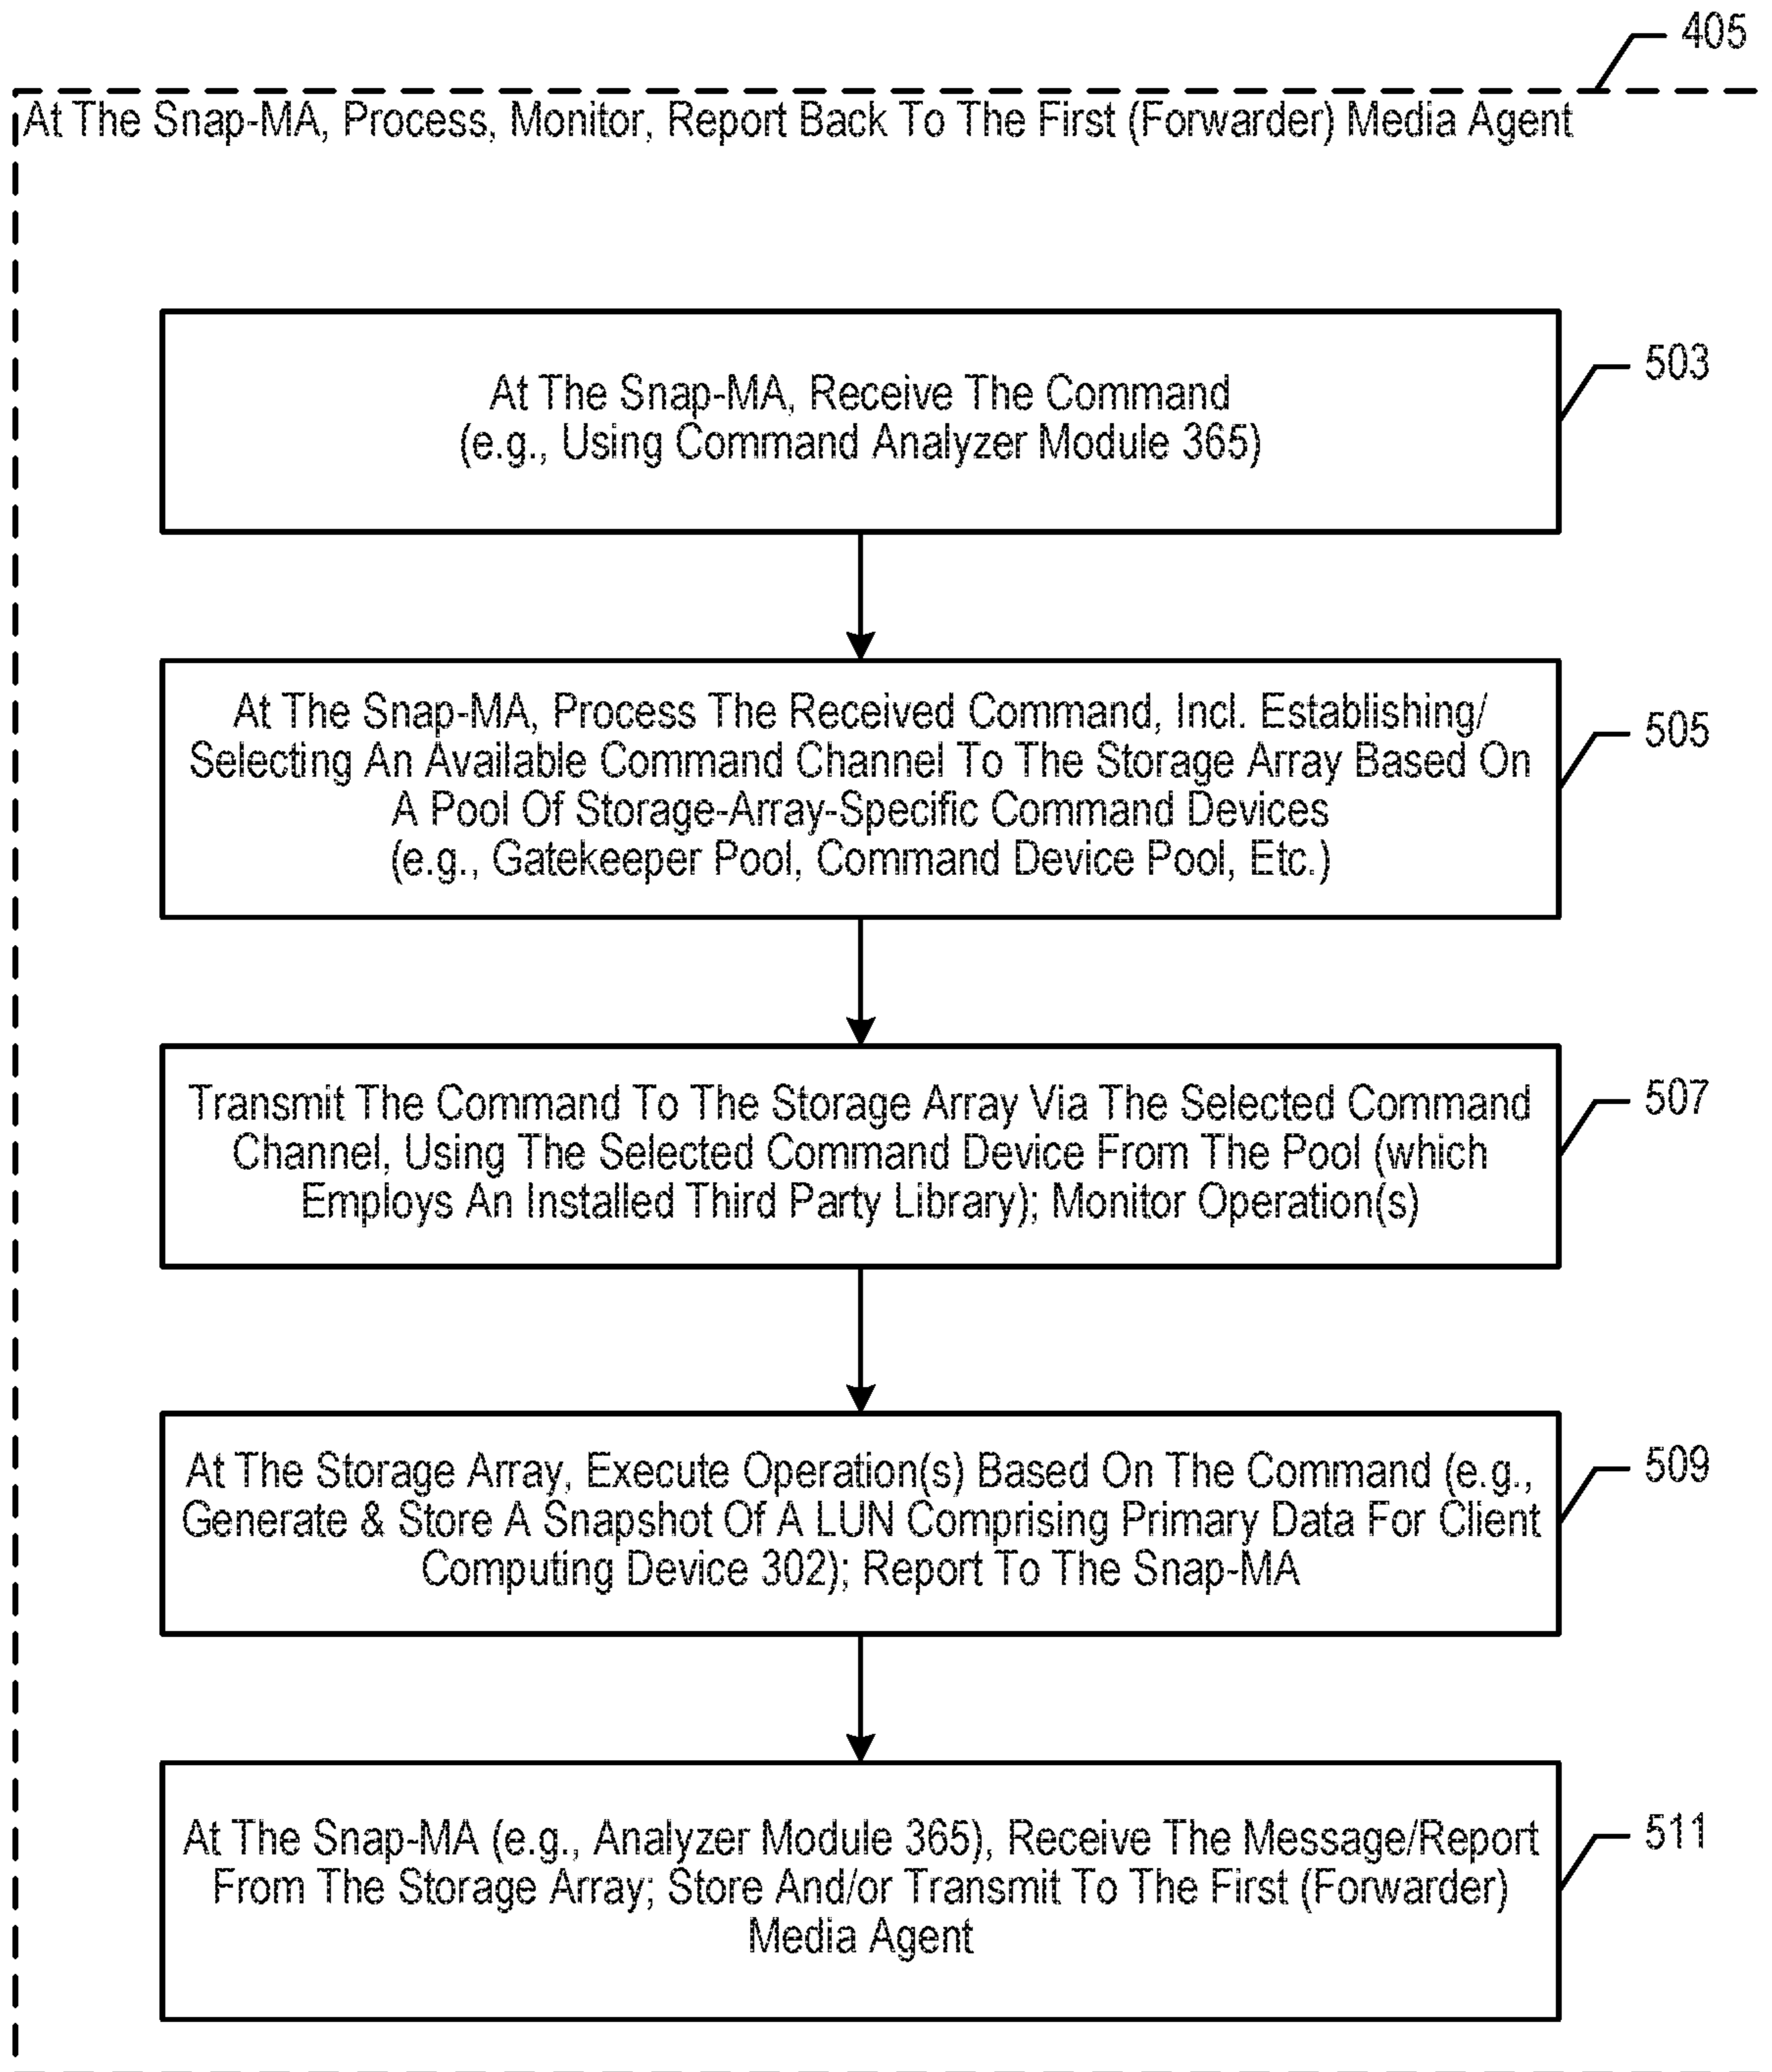 405
At The Snap-MA, Process, Monitor, Report Back To The First (Forwarder) Media Agent
503
At The Snap-MA, Receive The Command
(e.g., Using Command Analyzer Module 365)
505
At The Snap-MA, Process The Received Command, Incl. Establishing/
Selecting An Available Command Channel To The Storage Array Based On
A Pool Of Storage-Array-Specific Command Devices
(e.g., Gatekeeper Pool, Command Device Pool, Etc.)
507
Transmit The Command To The Storage Array Via The Selected Command
Channel, Using The Selected Command Device From The Pool (which
Employs An Installed Third Party Library); Monitor Operation(s)
509
At The Storage Array, Execute Operation(s) Based On The Command (e.g.,
Generate & Store A Snapshot Of A LUN Comprising Primary Data For Client
Computing Device 302); Report To The Snap-MA
511
At The Snap-MA (e.g., Analyzer Module 365), Receive The Message/Report
From The Storage Array; Store And/or Transmit To The First (Forwarder)
Media Agent